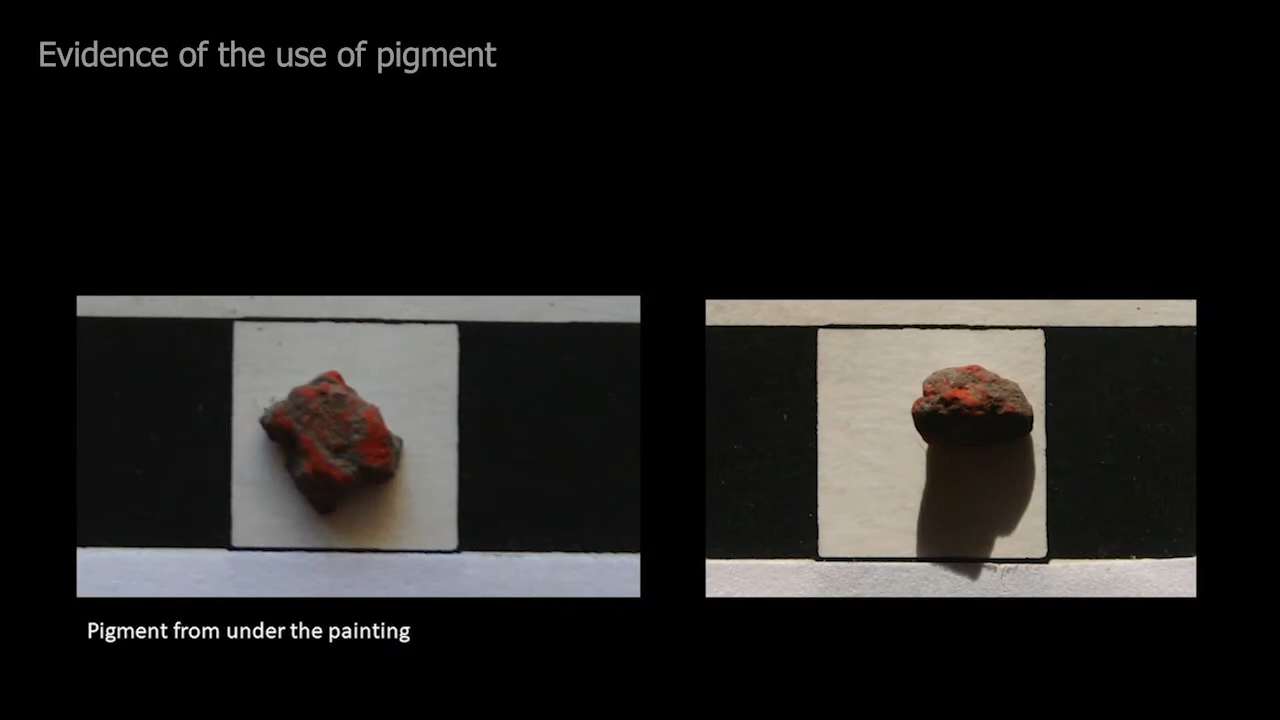 Evidence of the use of pigment
Pigment from under the painting